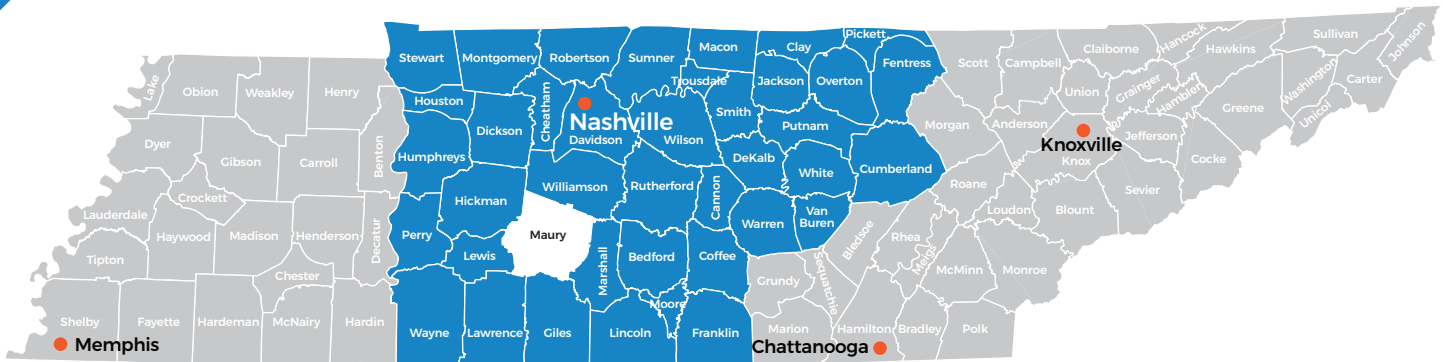 Stewart
Montgomery
Robertson
Sumner
Macon
Clay
Pickett
Fentress
Scott
Campbell
Claiborne
Hancock
Hawkins
Sullivan
Johnson
Lake
Obion
Weakley
Henry
Houston
Dickson
Cheatham
Nashville
Davidson
Wilson
Trousdale
Smith
Jackson
Overton
Putnam
Morgan
Anderson
Union
Grainger
Hamblen
Greene
Washington
Unicoi
Carter
Dyer
Gibson
Carroll
Benton
Humphreys
Williamson
Rutherford
Cannon
DeKalb
White
Cumberland
Roane
Knoxville
Knox
Jefferson
Cocke
Sevier
Blount
Loudon
Lauderdale
Crockett
Haywood
Madison
Henderson
Decatur
Perry
Hickman
Lewis
Maury
Marshall
Bedford
Coffee
Warren
Van
Buren
Bledsoe
Rhea
Meigs
McMinn
Monroe
Tipton
Chester
Moore
Grundy
Sequatchie
Shelby
Fayette
Hardeman
McNairy
Hardin
Wayne
Lawrence
Giles
Lincoln
Franklin
Marion
Hamilton
Bradley
Polk
Memphis
Chattanooga